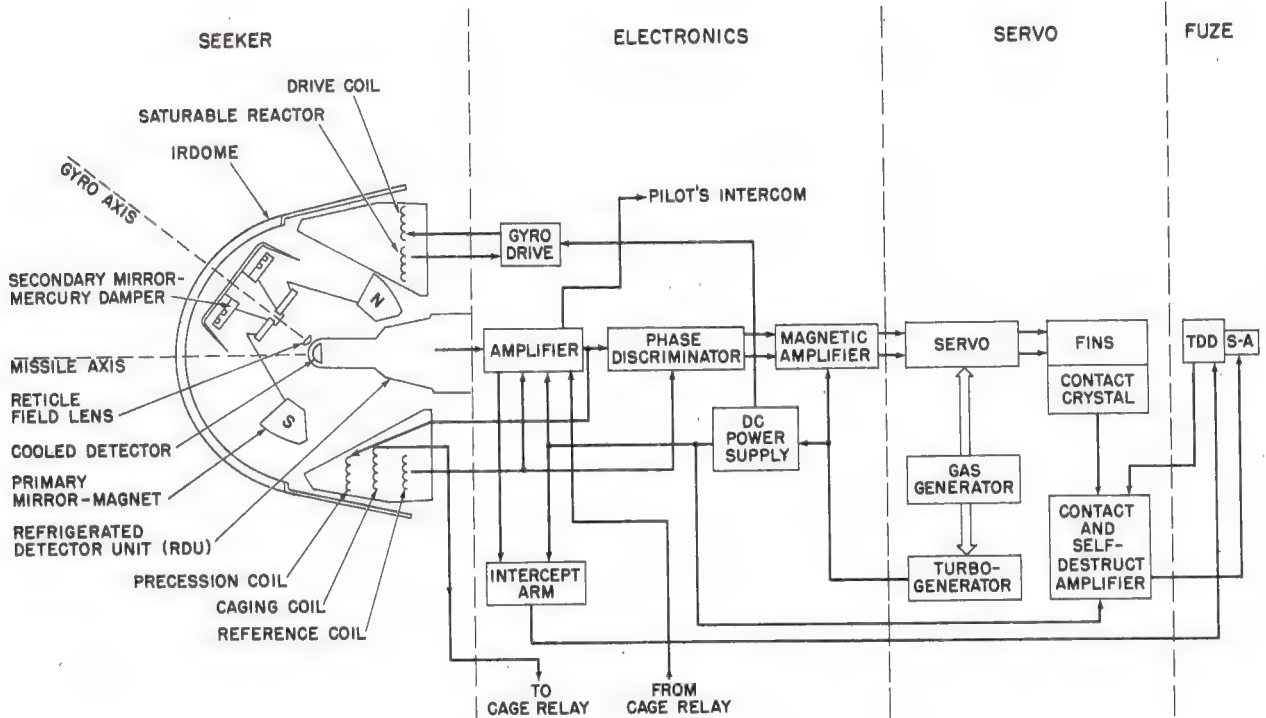 SEEKER
ELECTRONICS
SERVO
FUZE
DRIVE COIL
SATURABLE REACTOR
IRDOME
GYRO AXIS
SECONDARY MIRROR-
MERCURY DAMPER
MISSILE AXIS
RETICLE
FIELD LENS
COOLED DETECTOR
PRIMARY
MIRROR-MAGNET
REFRIGERATED
DETECTOR UNIT (RDU)
PRECESSION COIL
CAGING COIL
REFERENCE COIL
N
S
PILOT'S INTERCOM
GYRO
DRIVE
AMPLIFIER
PHASE
DISCRIMINATOR
MAGNETIC
AMPLIFIER
DC
POWER
SUPPLY
INTERCEPT
ARM
TO
CAGE RELAY
FROM
CAGE RELAY
SERVO
FINS
CONTACT
CRYSTAL
GAS
GENERATOR
TURBO-
GENERATOR
CONTACT
AND
SELF-
DESTRUCT
AMPLIFIER
TDD
S-A